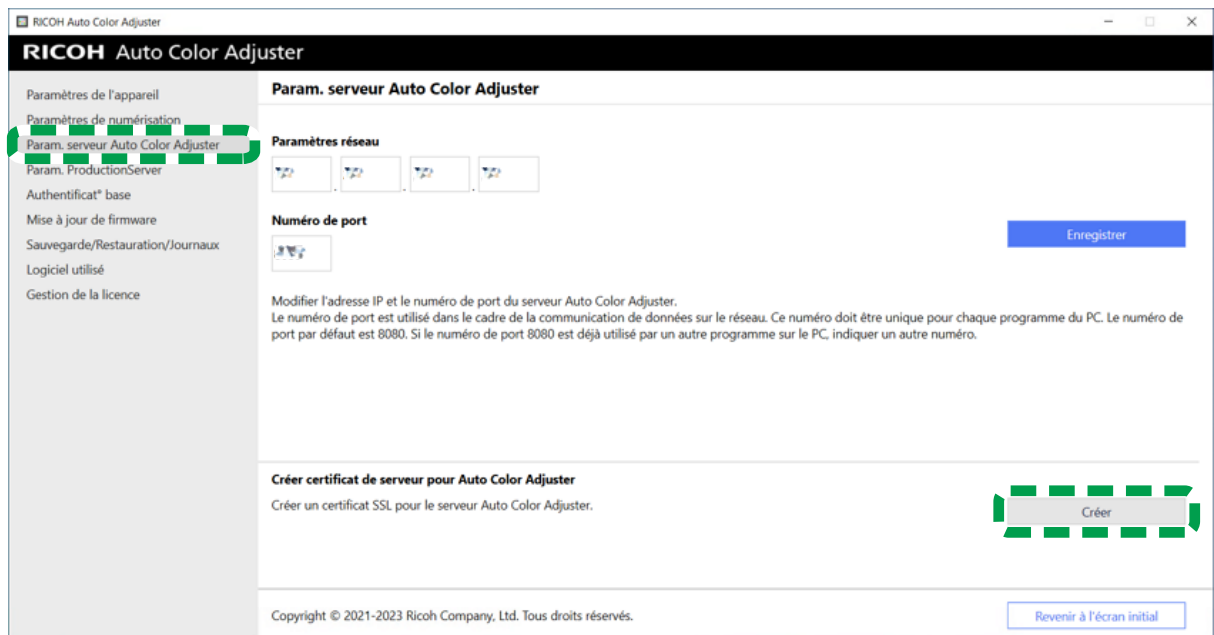 RICOH Auto Color Adjuster
RICOH Auto Color Adjuster
Paramètres de l'appareil
Paramètres de numérisation
Param. serveur Auto Color Adjuster
Param. ProductionServer
Authentificat° base
Mise à jour de firmware
Sauvegarde/Restauration/Journaux
Logiciel utilisé
Gestion de la licence
Param. serveur Auto Color Adjuster
Paramètres réseau
. . .
Numéro de port
Enregistrer
Modifier l'adresse IP et le numéro de port du serveur Auto Color Adjuster.
Le numéro de port est utilisé dans le cadre de la communication de données sur le réseau. Ce numéro doit être unique pour chaque programme du PC. Le numéro de
port par défaut est 8080. Si le numéro de port 8080 est déjà utilisé par un autre programme sur le PC, indiquer un autre numéro.
Créer certificat de serveur pour Auto Color Adjuster
Créer un certificat SSL pour le serveur Auto Color Adjuster.
Créer
Copyright © 2021-2023 Ricoh Company, Ltd. Tous droits réservés.
Revenir à l'écran initial